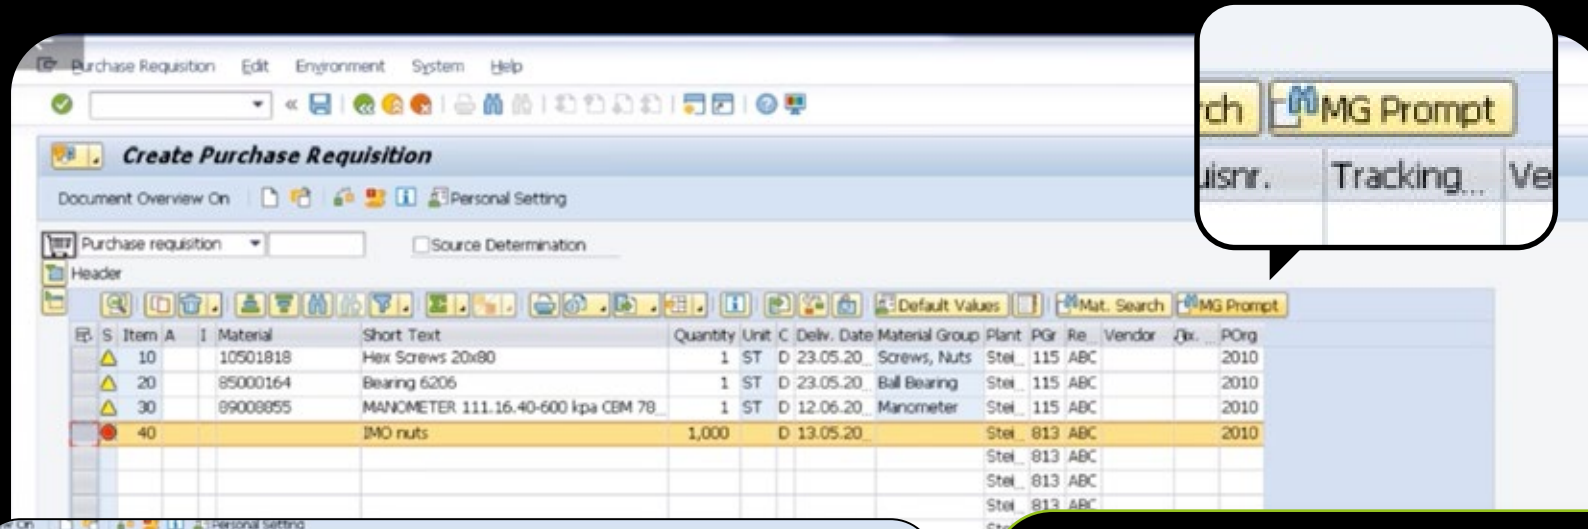 Purchase Requisition Edit Environment System Help
Create Purchase Requisition
Document Overview On Personal Setting
Purchase requisition Source Determination
Header
Default Values Mat. Search MG Prompt
S Item A I Material Short Text Quantity Unit C Deliv. Date Material Group Plant PGr Re... Vendor POrg
10 10501818 Hex Screws 20x80 1 ST D 23.05.20... Screws, Nuts Stei... 115 ABC 2010
20 85000164 Bearing 6206 1 ST D 23.05.20... Ball Bearing Stei... 115 ABC 2010
30 89008855 MANOMETER 111.16.40-600 kpa CBM 78... 1 ST D 12.06.20... Manometer Stei... 115 ABC 2010
40 IMO nuts 1,000 D 13.05.20... Stei... 813 ABC 2010
Stei... 813 ABC
Stei... 813 ABC
Stei... 813 ABC
Personal Setting
ch MG Prompt
uisnr. Tracking... Ve